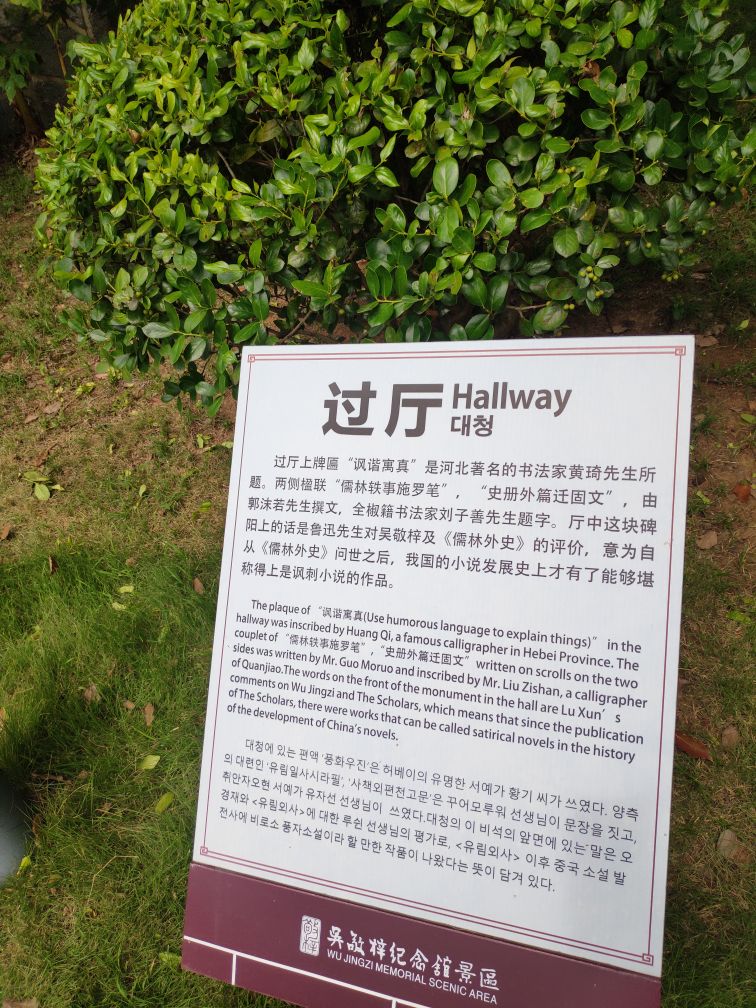 过厅 Hallway
대청
过厅上牌匾“讽谐寓真”是河北著名的书法家黄琦先生所
题。两侧楹联“儒林轶事施罗笔”，“史册外篇迁固文”，由
郭沫若先生撰文，全椒籍书法家刘子善先生题字。厅中这块碑
阳上的话是鲁迅先生对吴敬梓及《儒林外史》的评价，意为自
从《儒林外史》问世之后，我国的小说发展史上才有了能够堪
称得上是讽刺小说的作品。
The plaque of “讽谐寓真(Use humorous language to explain things)” in the
hallway was inscribed by Huang Qi, a famous calligrapher in Hebei Province. The
couplet of “儒林轶事施罗笔”,“史册外篇迁固文” written on scrolls on the two
sides was written by Mr. Guo Moruo and inscribed by Mr. Liu Zishan, a calligrapher
of Quanjiao.The words on the front of the monument in the hall are Lu Xun’s
comments on Wu Jingzi and The Scholars, which means that since the publication
of The Scholars, there were works that can be called satirical novels in the history
of the development of China's novels.
대청에 있는 편액 '풍화우진'은 허베이의 유명한 서예가 황기 씨가 쓰였다. 양측
의 대련인 '유림일사시라필', '사책외편천고문'은 꾸어모루워 선생님이 문장을 짓고,
취안자오현 서예가 유자선 선생님이 쓰였다.대청의 이 비석의 앞면에 있는 말은 오
경재와 <유림외사>에 대한 루쉰 선생님의 평가로, <유림외사> 이후 중국 소설 발
전사에 비로소 풍자소설이라 할 만한 작품이 나왔다는 뜻이 담겨 있다.
敬梓
吳敬梓纪念館景區
WU JINGZI MEMORIAL SCENIC AREA